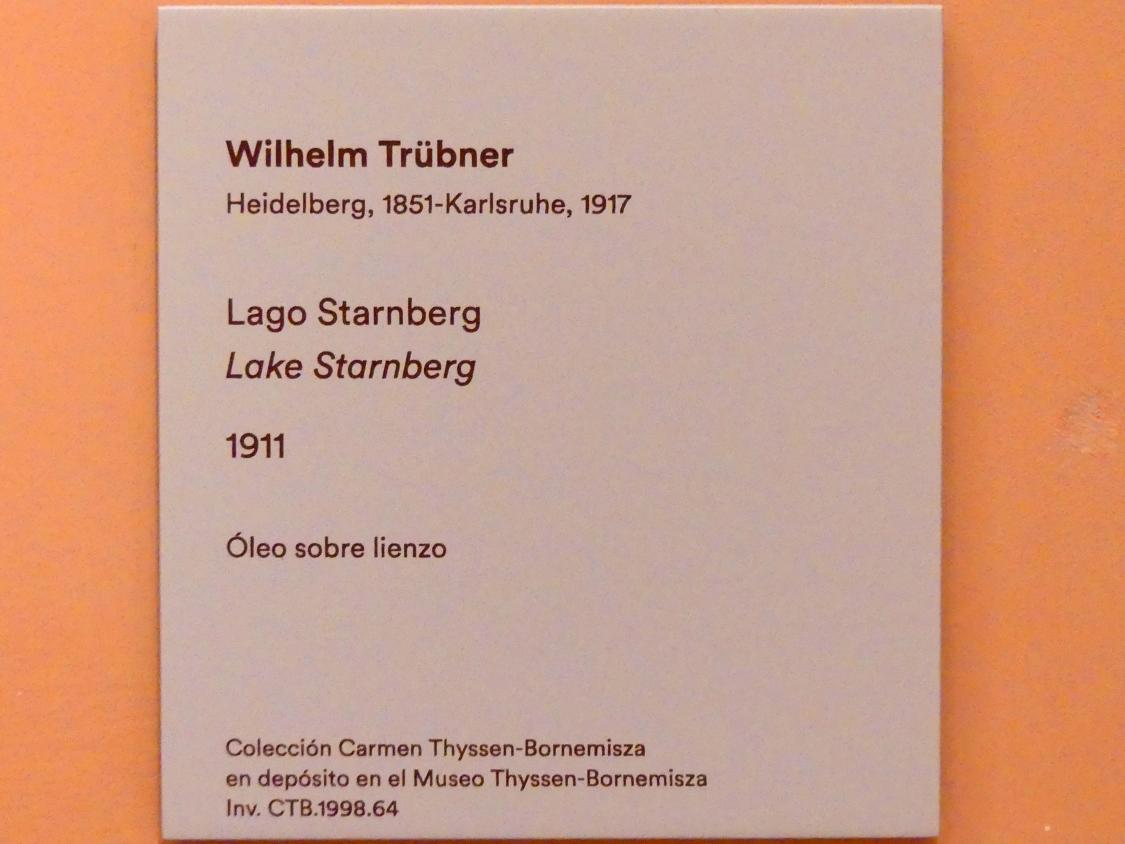 Wilhelm Trübner
Heidelberg, 1851-Karlsruhe, 1917
Lago Starnberg
Lake Starnberg
1911
Óleo sobre lienzo
Colección Carmen Thyssen-Bornemisza
en depósito en el Museo Thyssen-Bornemisza
Inv. CTB.1998.64